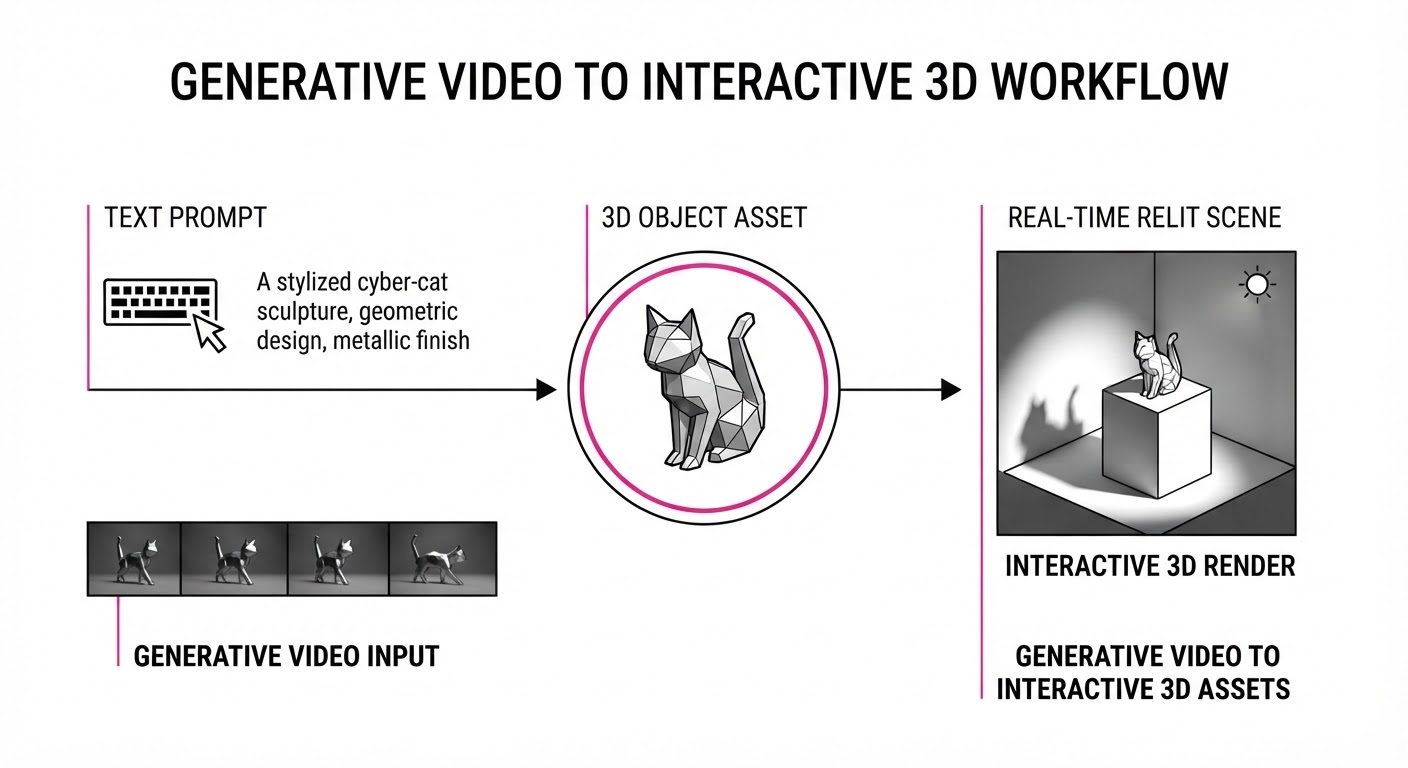 GENERATIVE VIDEO TO INTERACTIVE 3D WORKFLOW
TEXT PROMPT
A stylized cyber-cat
sculpture, geometric
design, metallic finish
3D OBJECT ASSET
REAL-TIME RELIT SCENE
INTERACTIVE 3D RENDER
GENERATIVE VIDEO INPUT
GENERATIVE VIDEO TO
INTERACTIVE 3D ASSETS